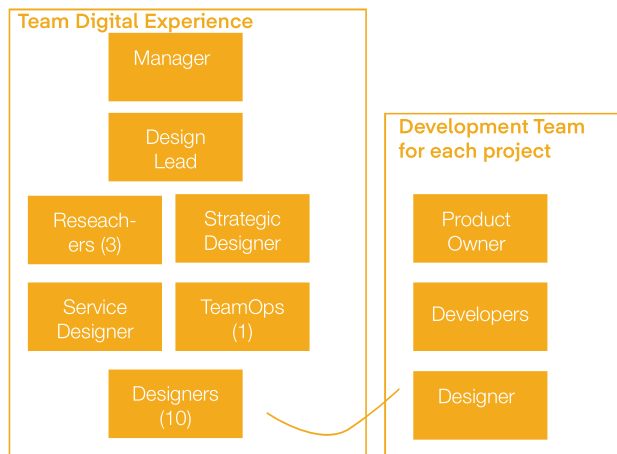 Team Digital Experience
Manager
Design
Lead
Reseach-
ers (3)
Strategic
Designer
Service
Designer
TeamOps
(1)
Designers
(10)
Development Team
for each project
Product
Owner
Developers
Designer